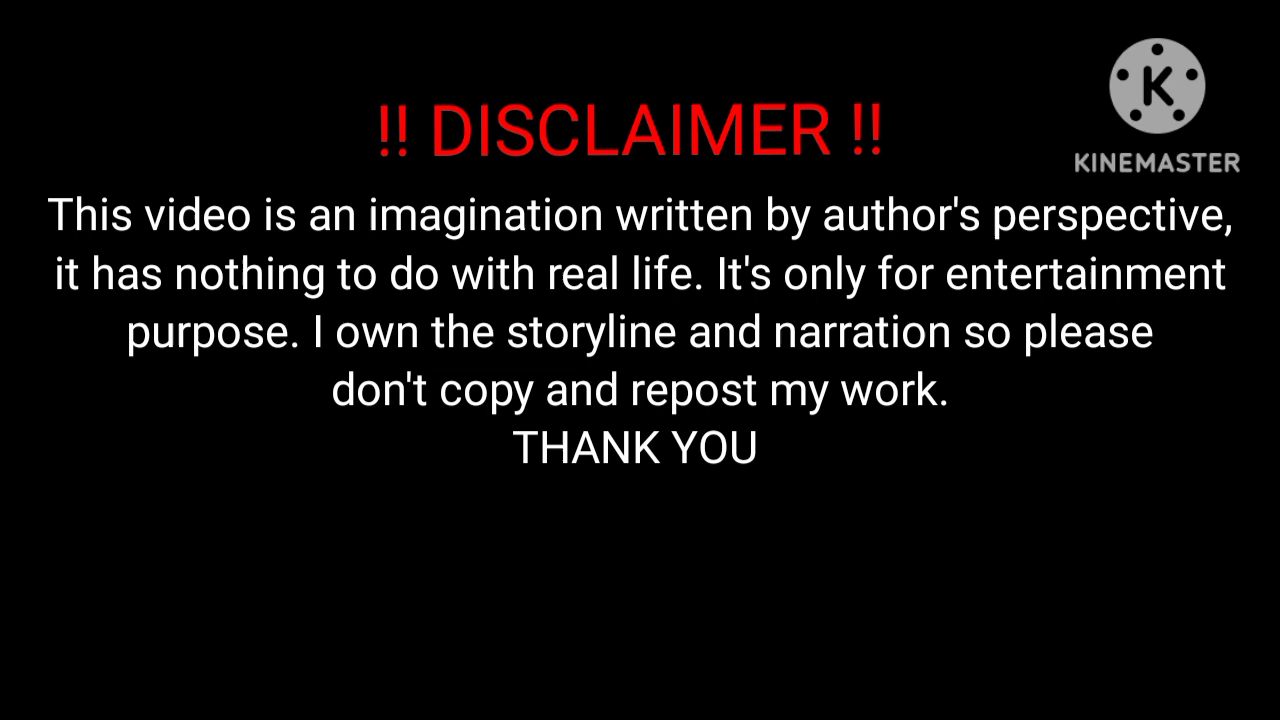 !! DISCLAIMER !!
KINEMASTER
This video is an imagination written by author's perspective,
it has nothing to do with real life. It's only for entertainment
purpose. I own the storyline and narration so please
don't copy and repost my work.
THANK YOU